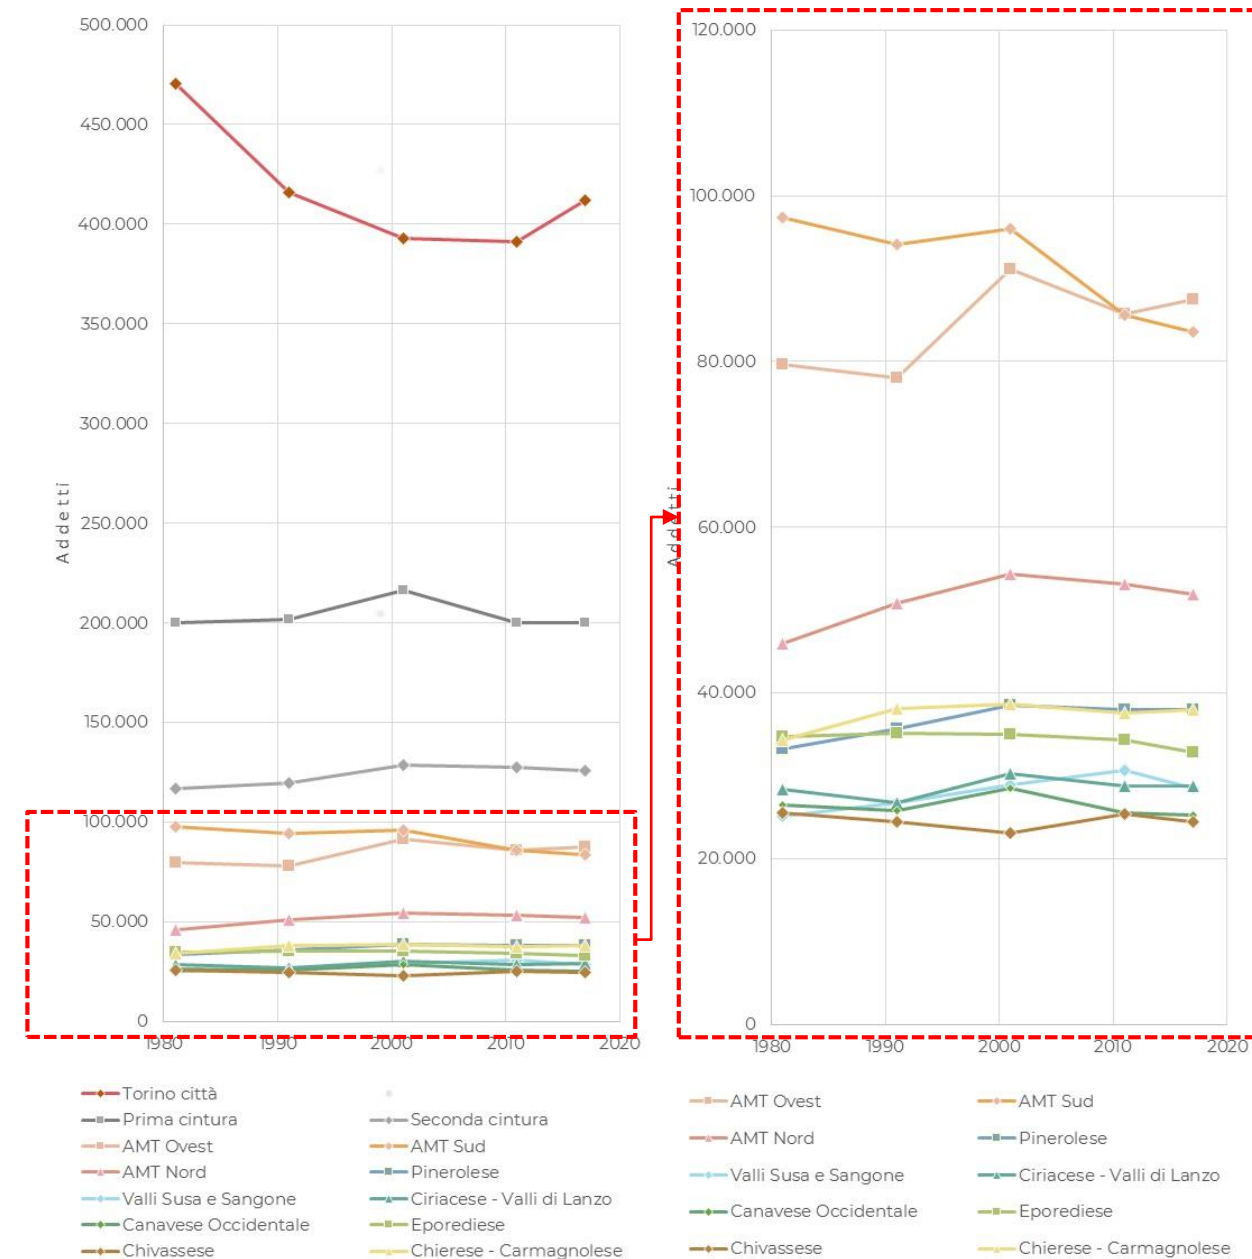 500.000
450.000
400.000
350.000
300.000
250.000
200.000
150.000
100.000
50.000
0
Addetti
1980 1990 2000 2010 2020
Torino città
Prima cintura Seconda cintura
AMT Ovest AMT Sud
AMT Nord Pinerolese
Valli Susa e Sangone Ciriacese - Valli di Lanzo
Canavese Occidentale Eporediese
Chivassese Chierese - Carmagnolese
120.000
100.000
80.000
60.000
40.000
20.000
0
Addetti
1980 1990 2000 2010 2020
AMT Ovest AMT Sud
AMT Nord Pinerolese
Valli Susa e Sangone Ciriacese - Valli di Lanzo
Canavese Occidentale Eporediese
Chivassese Chierese - Carmagnolese